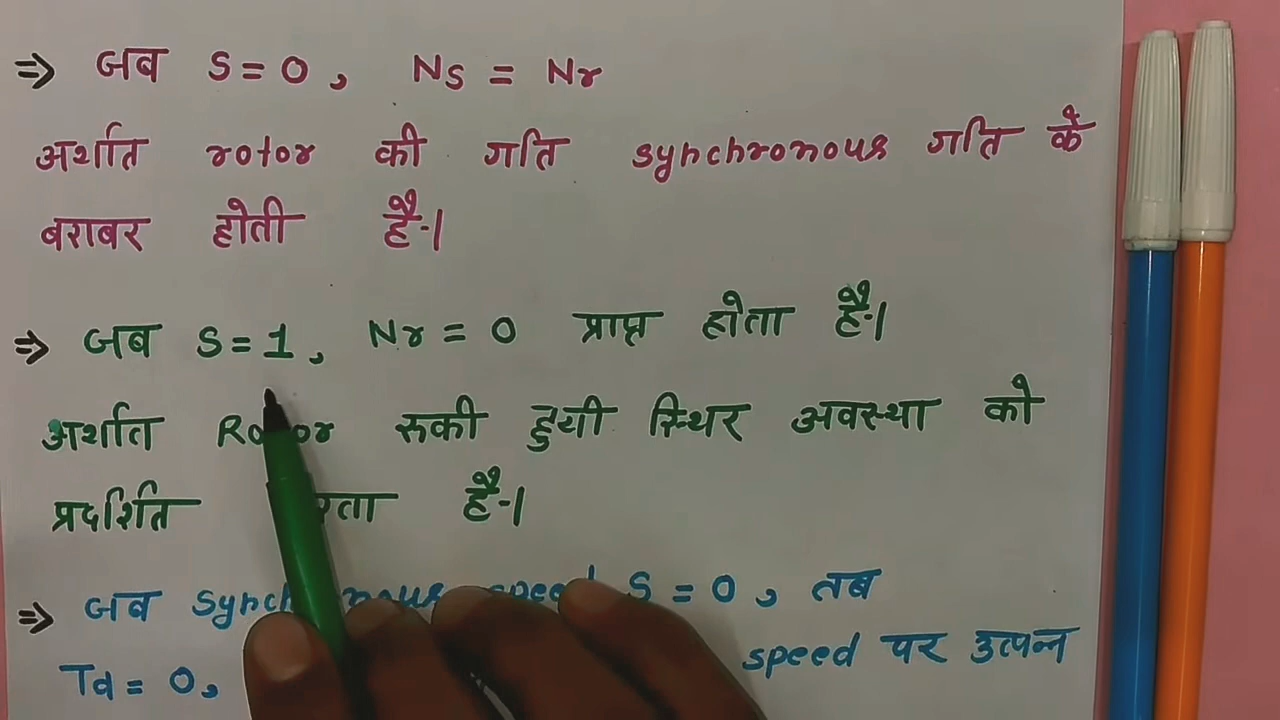 ⇒ जब S = 0, Ns = Nr
अर्थात rotor की गति synchronous गति के
बराबर होती है।
⇒ जब S = 1, Nr = 0 प्राप्त होता है।
अर्थात रुकी हुयी स्थिर अवस्था को
प्रदर्शित है।
⇒ जब S = 0, तब
Td = 0, speed पर उत्पन्न